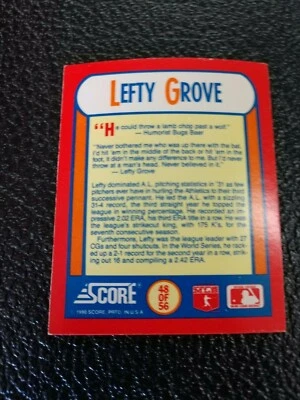 LEFTY GROVE
"He could throw a lamb chop past a wolf."
— Humorist Bugs Baer
"Never bothered me who was up there with the bat.
I'd hit 'em in the middle of the back or hit 'em in the
foot, it didn't make any difference to me. But I'd never
throw at a man's head. Never believed in it."
— Lefty Grove
Lefty dominated A.L. pitching statistics in '31 as few
pitchers ever have in hurling the Athletics to their third
successive pennant. He led the A.L. with a sizzling
31-4 record, the third straight year he topped the
league in winning percentage. He recorded an im-
pressive 2.02 ERA, his third ERA title in a row. He was
the league's strikeout king, with 175 K's, for the
seventh consecutive season.
Furthermore, Lefty was the league leader with 27
CGs and four shutouts. In the World Series, he rack-
ed up a 2-1 record for the second year in a row, strik-
ing out 16 and compiling a 2.42 ERA.
SCORE
48
OF
56
1990 SCORE, PRTD. IN U.S.A.